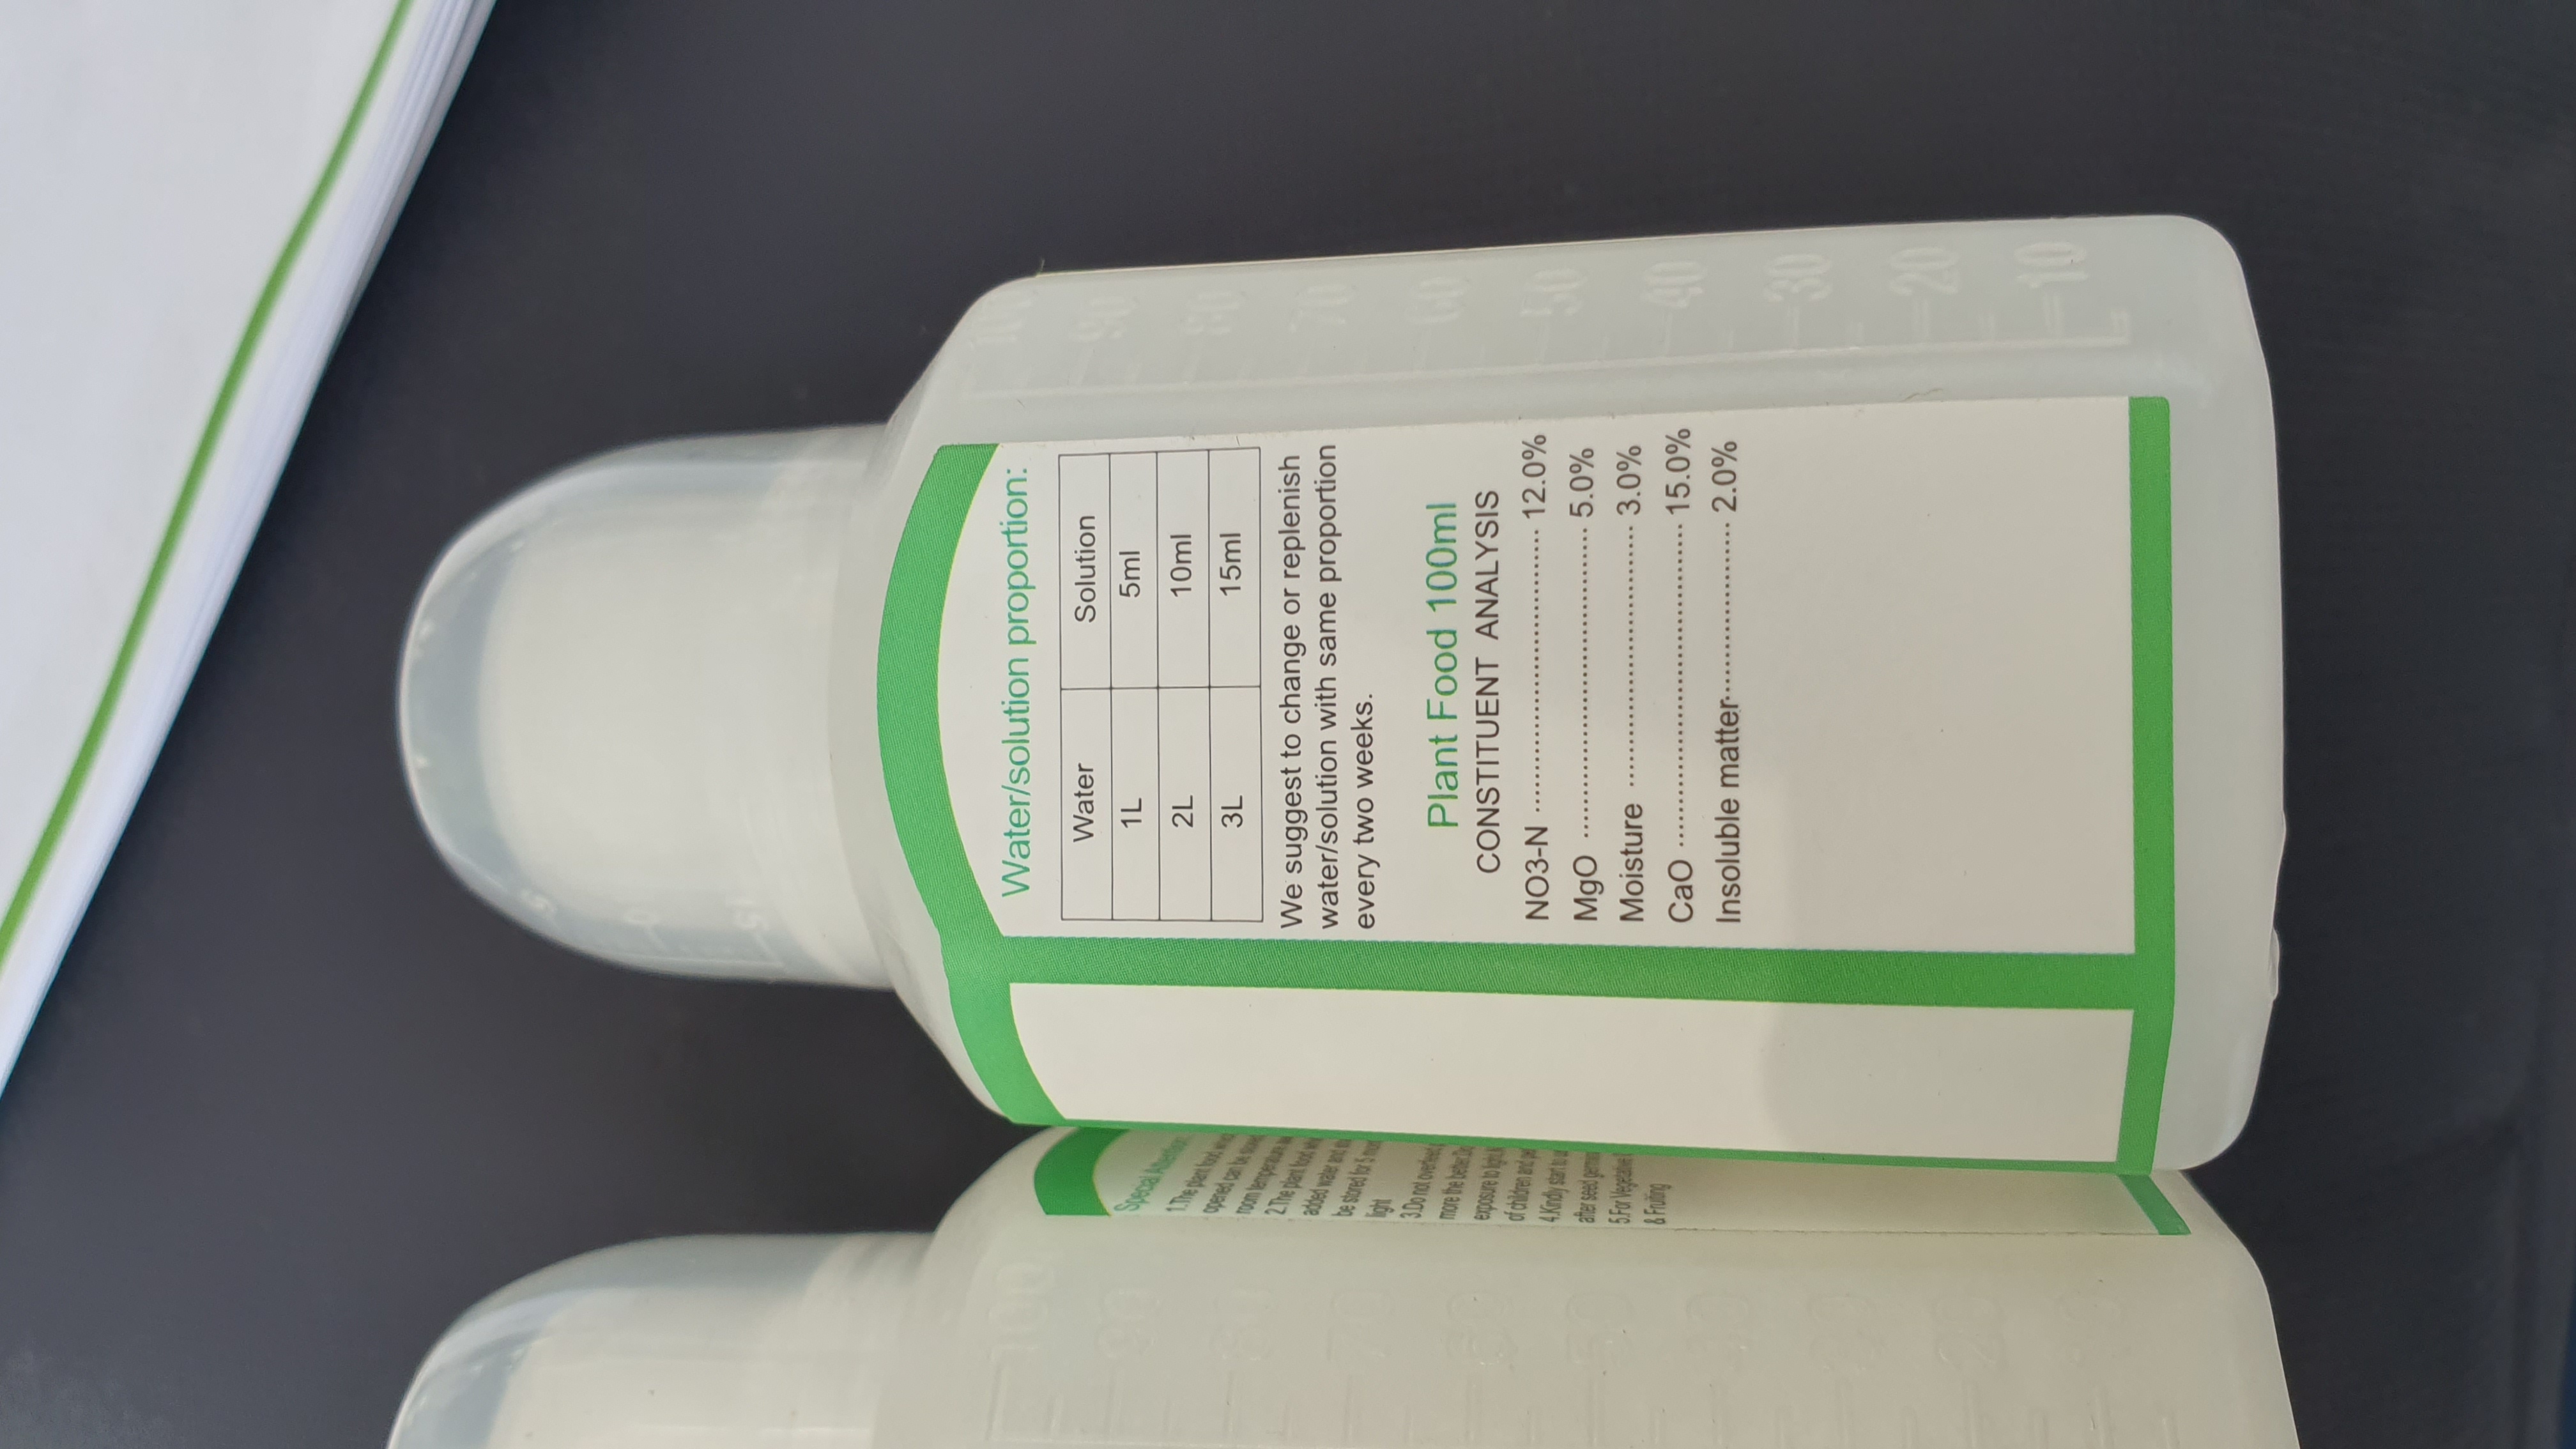 Special Attention:
1.The plant food
opened can be stored
room temperature
2.The plant food
added water and
be stored for 5
light
3.Do not overfeed
more the better.
exposure to light.
of children and
4.Kindly start to
after seed
5.For Vegetative
& Fruiting
Water/solution proportion:
Water Solution
1L 5ml
2L 10ml
3L 15ml
We suggest to change or replenish
water/solution with same proportion
every two weeks.
Plant Food 100ml
CONSTITUENT ANALYSIS
NO3-N ································ 12.0%
MgO ································ 5.0%
Moisture ···························· 3.0%
CaO ································ 15.0%
Insoluble matter···················· 2.0%
90
80
70
60
50
40
30
20
10